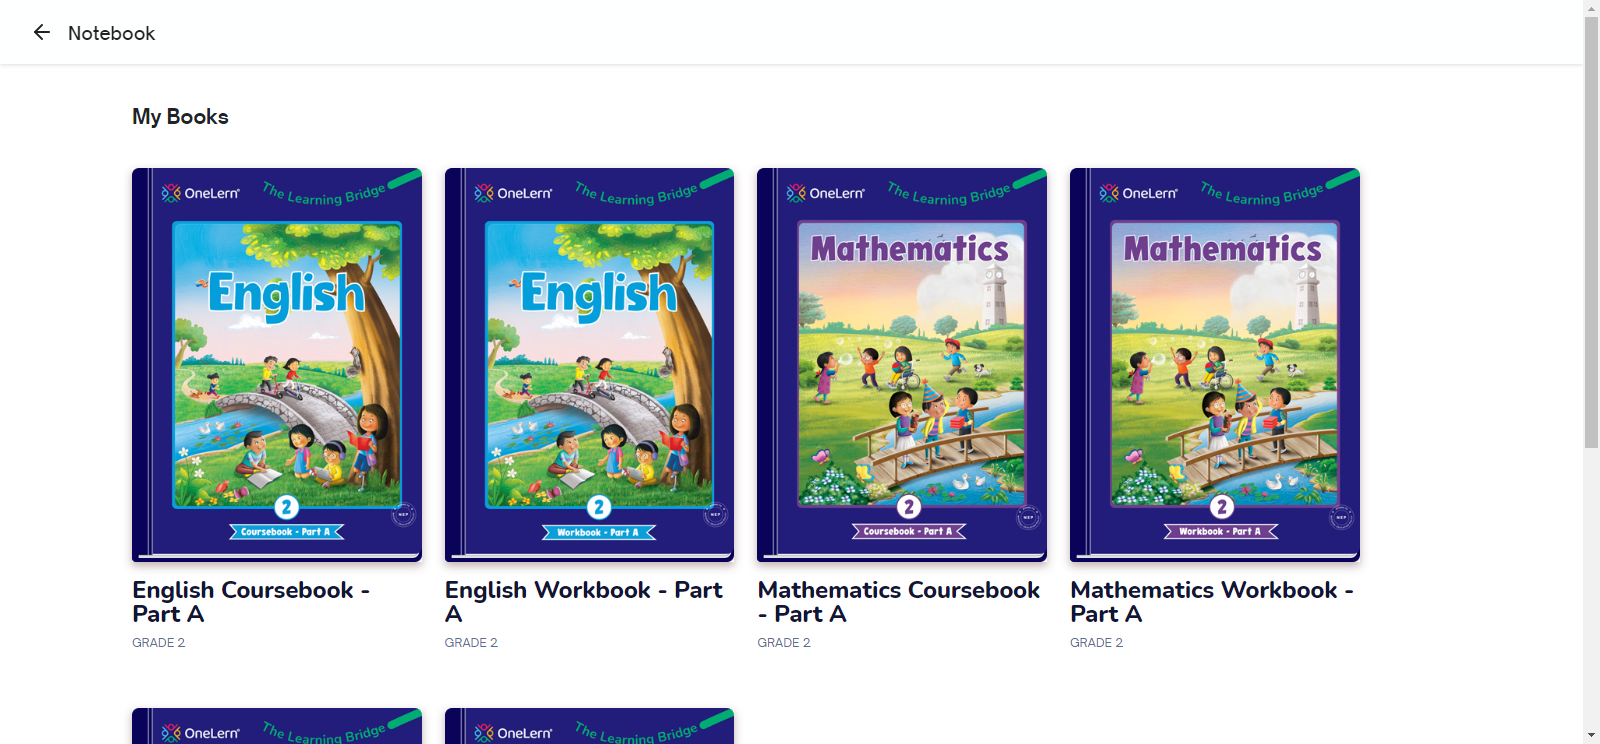 Notebook
My Books
OneLern
The Learning Bridge
English
2
Coursebook - Part A
NEP
OneLern
The Learning Bridge
English
2
Workbook - Part A
NEP
OneLern
The Learning Bridge
Mathematics
2
Coursebook - Part A
NEP
OneLern
The Learning Bridge
Mathematics
2
Workbook - Part A
NEP
English Coursebook -
Part A
GRADE 2
English Workbook - Part
A
GRADE 2
Mathematics Coursebook
- Part A
GRADE 2
Mathematics Workbook -
Part A
GRADE 2
OneLern
The Learning Bridge
OneLern
The Learning Bridge